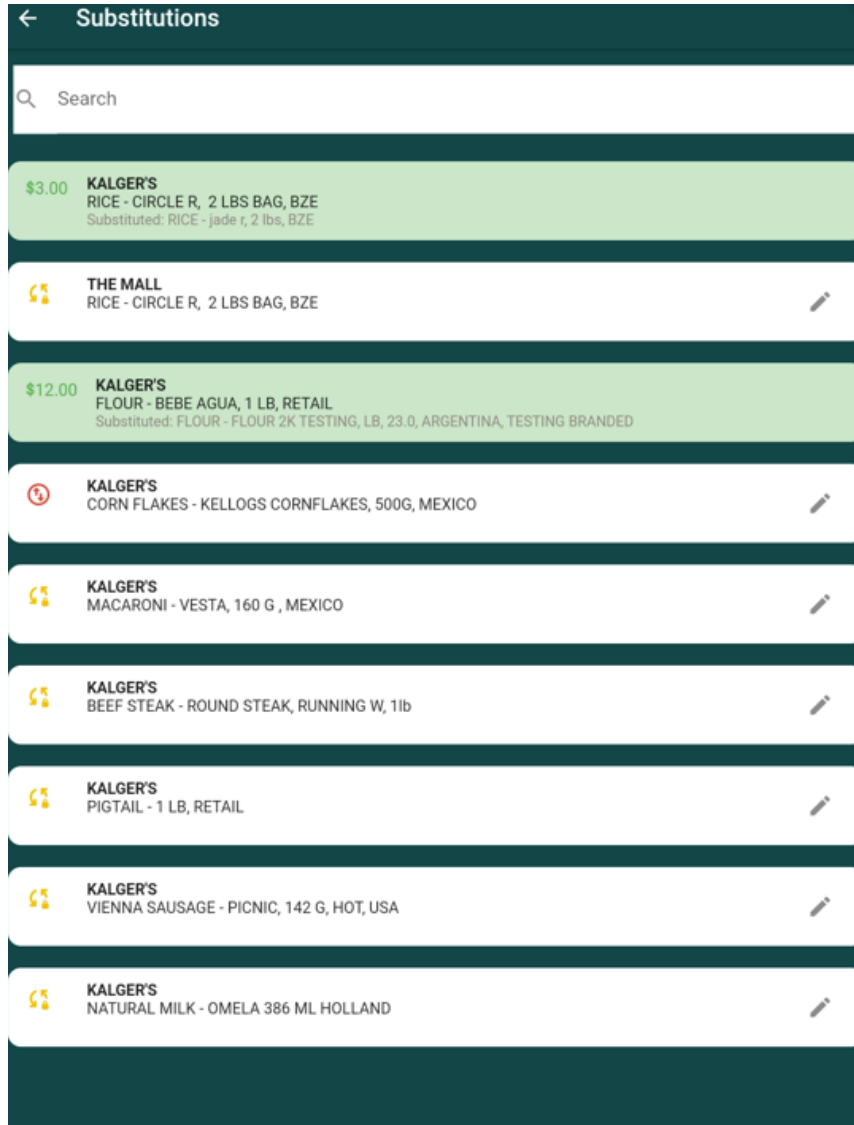 Substitutions
Search
$3.00
KALGER'S
RICE - CIRCLE R, 2 LBS BAG, BZE
Substituted: RICE - jade r, 2 lbs, BZE
THE MALL
RICE - CIRCLE R, 2 LBS BAG, BZE
$12.00
KALGER'S
FLOUR - BEBE AGUA, 1 LB, RETAIL
Substituted: FLOUR - FLOUR 2K TESTING, LB, 23.0, ARGENTINA, TESTING BRANDED
KALGER'S
CORN FLAKES - KELLOGS CORNFLAKES, 500G, MEXICO
KALGER'S
MACARONI - VESTA, 160 G , MEXICO
KALGER'S
BEEF STEAK - ROUND STEAK, RUNNING W, 1lb
KALGER'S
PIGTAIL - 1 LB, RETAIL
KALGER'S
VIENNA SAUSAGE - PICNIC, 142 G, HOT, USA
KALGER'S
NATURAL MILK - OMELA 386 ML HOLLAND